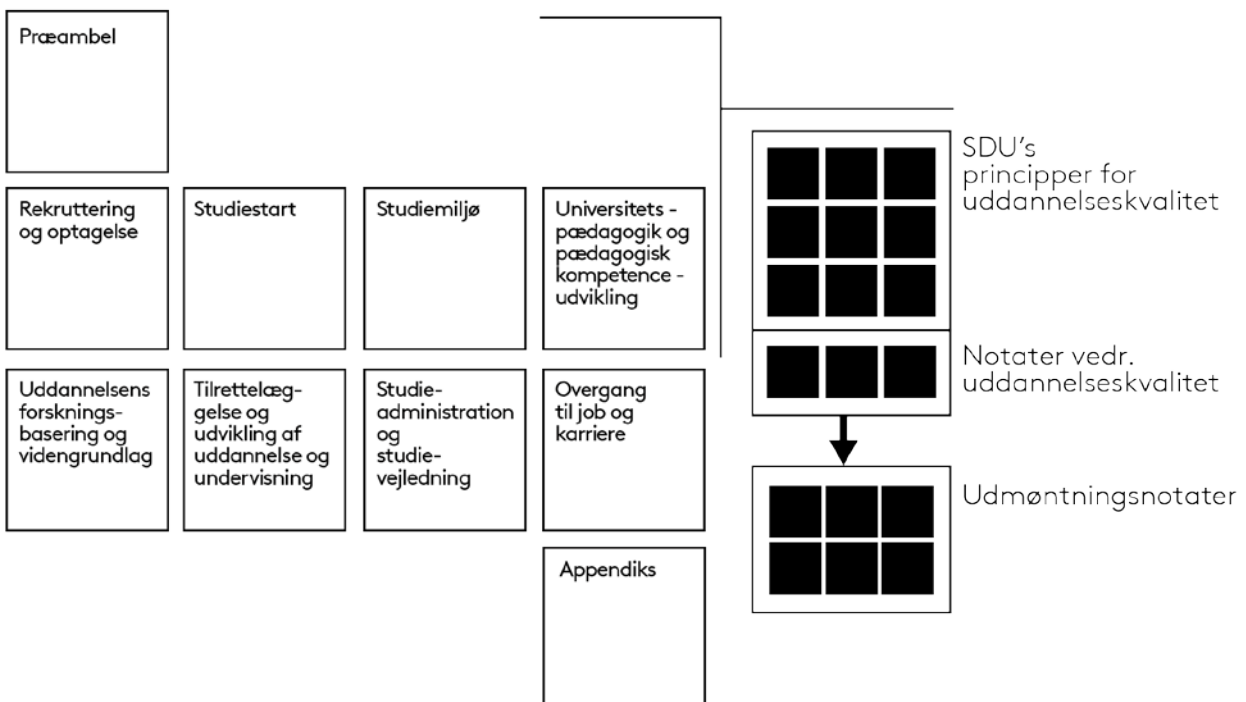 Præambel
Rekruttering
og optagelse
Studiestart
Studiemiljø
Universitets -
pædagogik og
pædagogisk
kompetence -
udvikling
Uddannelsens
forsknings-
basering og
videngrundlag
Tilrettelæg-
gelse og
udvikling af
uddannelse og
undervisning
Studie-
administration
og
studie-
vejledning
Overgang
til job og
karriere
Appendiks
SDU's
principper for
uddannelseskvalitet
Notater vedr.
uddannelseskvalitet
Udmøntningsnotater